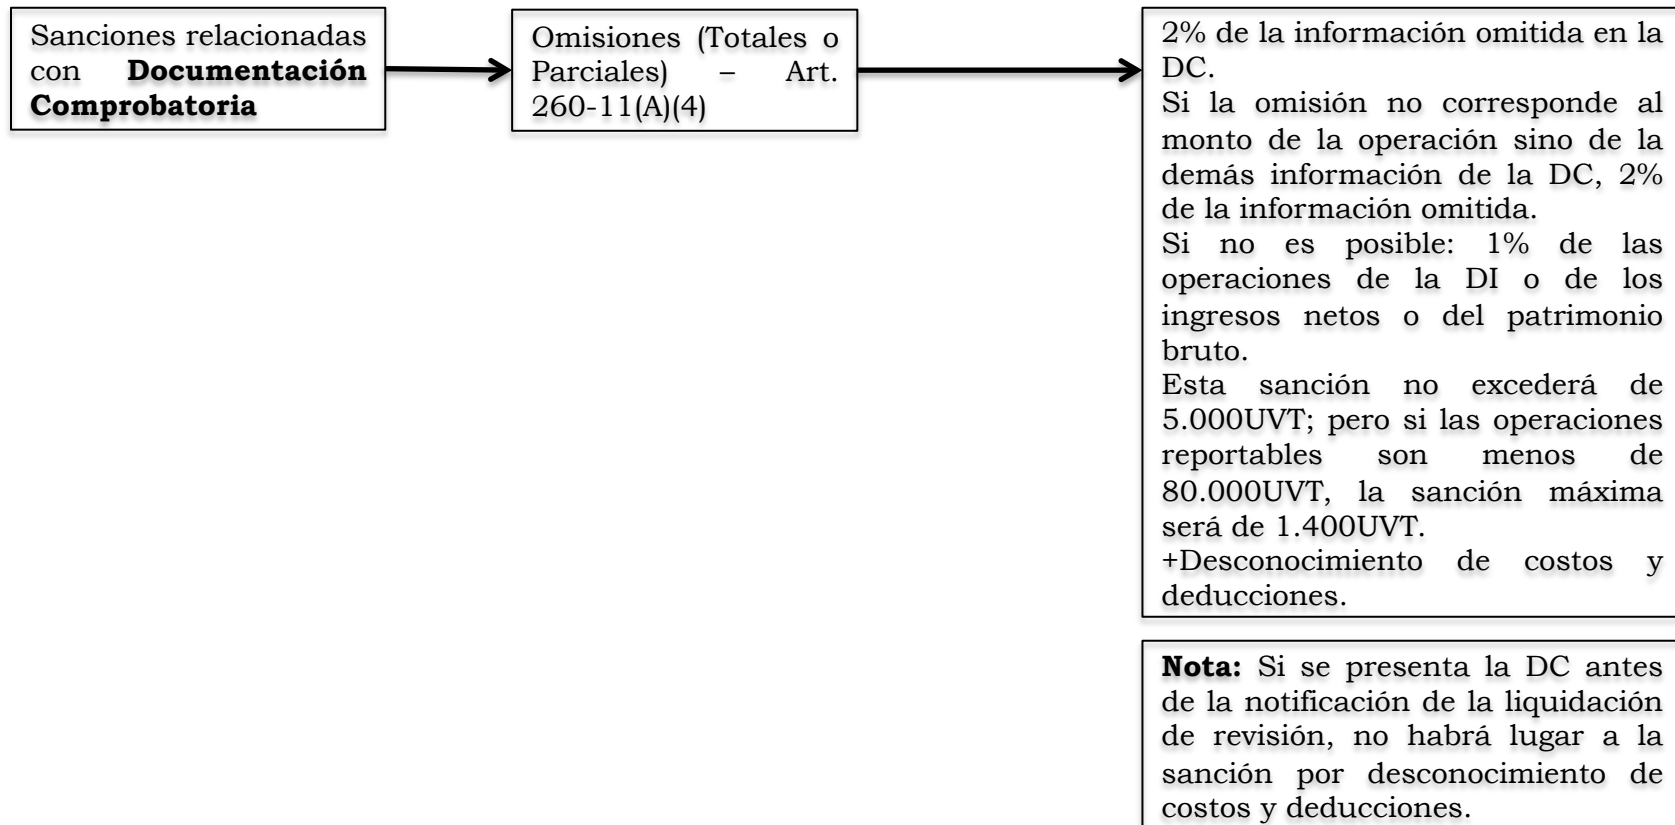 Sanciones relacionadas
con Documentación
Comprobatoria
Omisiones (Totales o
Parciales) – Art.
260-11(A)(4)
2% de la información omitida en la
DC.
Si la omisión no corresponde al
monto de la operación sino de la
demás información de la DC, 2%
de la información omitida.
Si no es posible: 1% de las
operaciones de la DI o de los
ingresos netos o del patrimonio
bruto.
Esta sanción no excederá de
5.000UVT; pero si las operaciones
reportables son menos de
80.000UVT, la sanción máxima
será de 1.400UVT.
+Desconocimiento de costos y
deducciones.
Nota: Si se presenta la DC antes
de la notificación de la liquidación
de revisión, no habrá lugar a la
sanción por desconocimiento de
costos y deducciones.